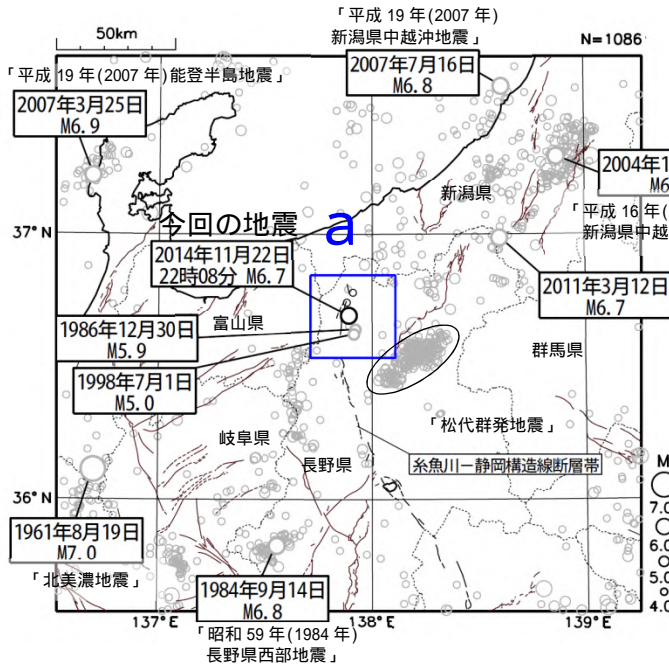 50km
「平成 19 年(2007 年)
新潟県中越沖地震」
N=1086
「平成 19 年(2007 年)能登半島地震」
2007年3月25日
M6.9
2007年7月16日
M6.8
2004年1
M6
新潟県
「平成 16 年(
新潟県中越
37°N
今回の地震
a
2014年11月22日
22時08分 M6.7
2011年3月12日
M6.7
富山県
1986年12月30日
M5.9
群馬県
1998年7月1日
M5.0
「松代群発地震」
岐阜県
長野県
糸魚川－静岡構造線断層帯
36°N
M
7.0
6.0
5.0
4.0
1961年8月19日
M7.0
「北美濃地震」
1984年9月14日
M6.8
137°E
138°E
139°E
「昭和 59 年(1984 年)
長野県西部地震」